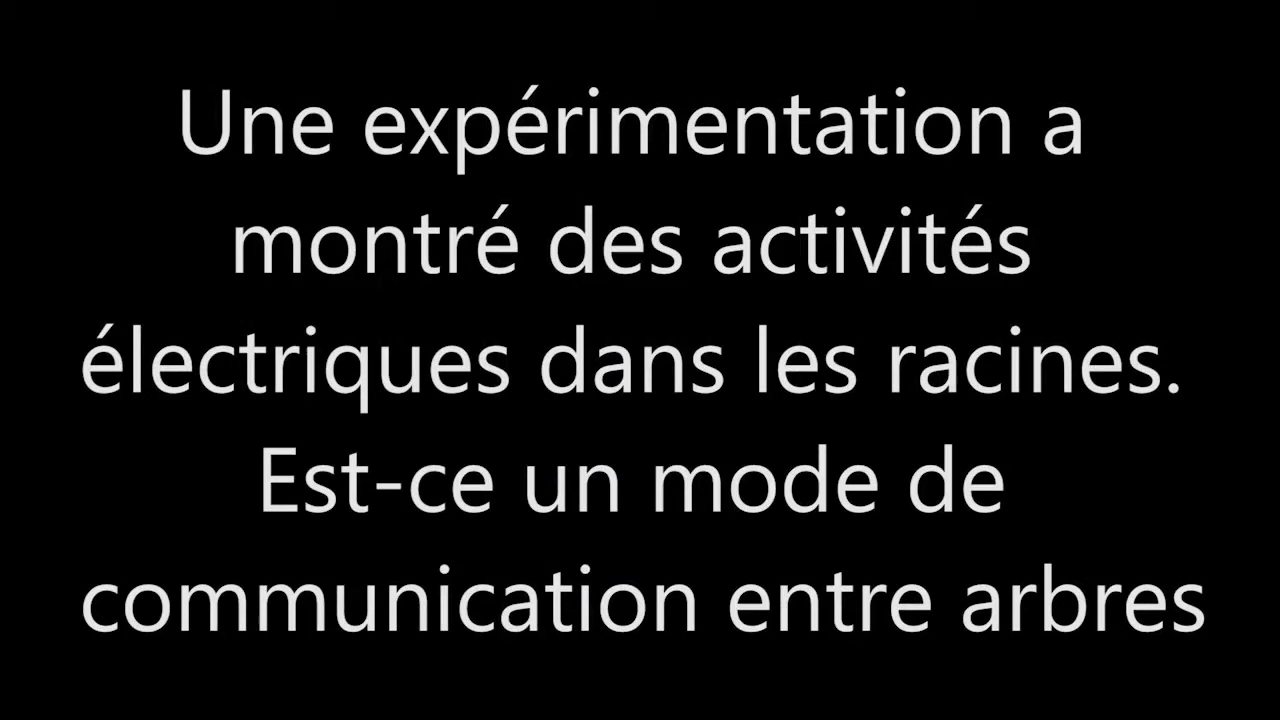 Une expérimentation a
montré des activités
électriques dans les racines.
Est-ce un mode de
communication entre arbres